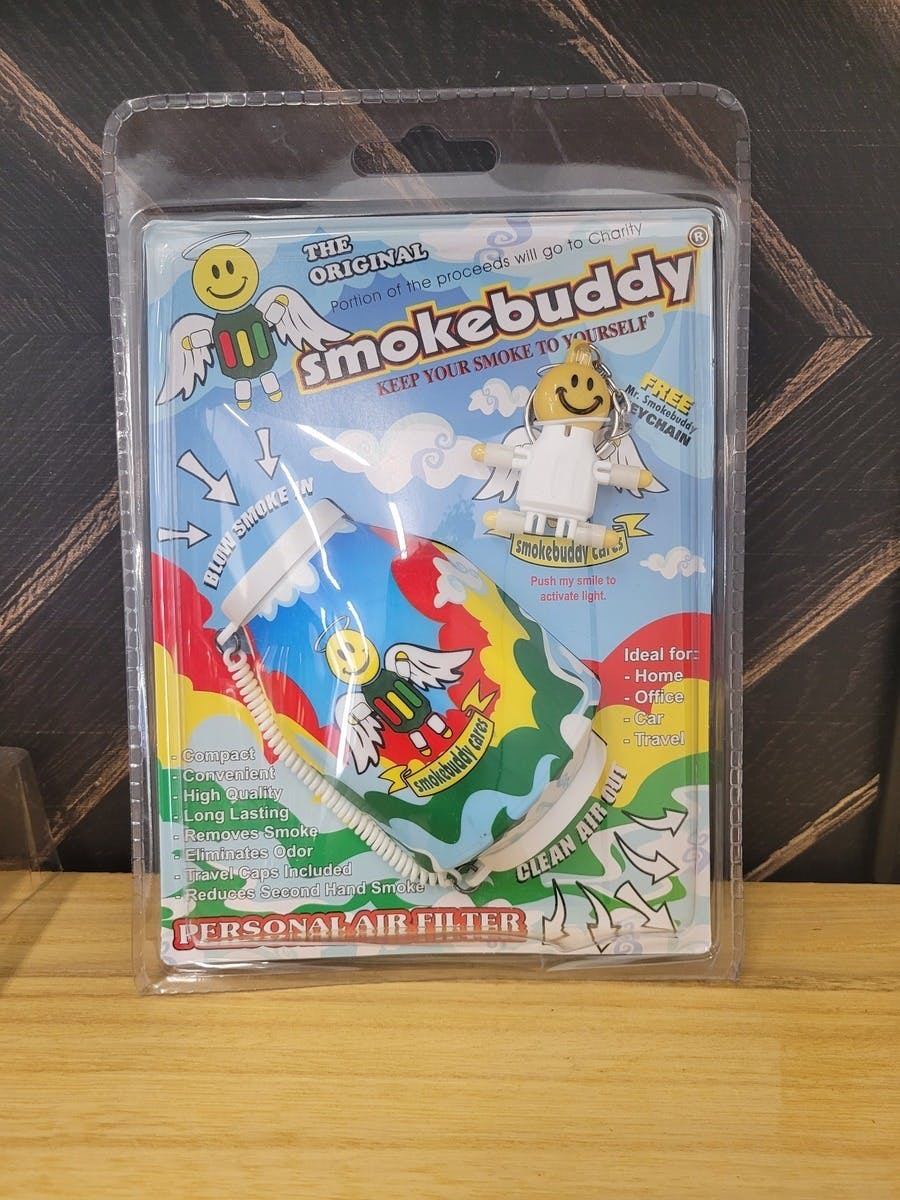 THE
ORIGINAL
Portion of the proceeds will go to Charity
smokebuddy®
KEEP YOUR SMOKE TO YOURSELF®
FREE
Mr. Smokebuddy
KEYCHAIN
BLOW SMOKE IN
smokebuddy cares
Push my smile to
activate light.
smokebuddy cares
Ideal for:
- Home
- Office
- Car
- Travel
- Compact
- Convenient
- High Quality
- Long Lasting
- Removes Smoke
- Eliminates Odor
- Travel Caps Included
- Reduces Second Hand Smoke
CLEAN AIR OUT
PERSONAL AIR FILTER